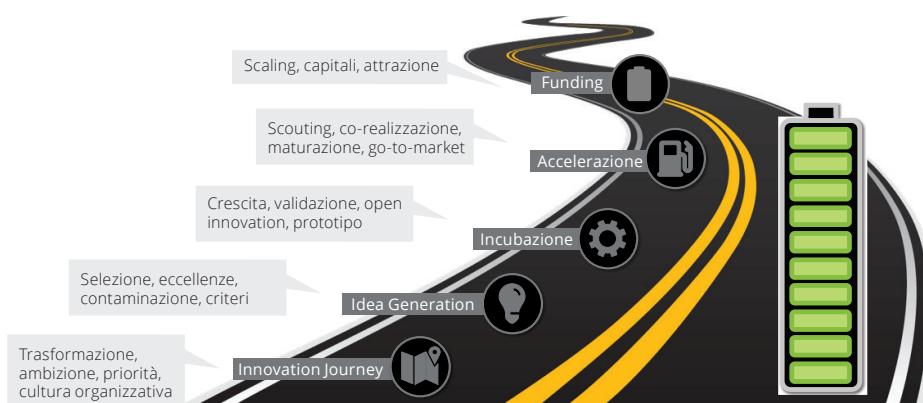 Scaling, capitali, attrazione
Funding
Scouting, co-realizzazione,
maturazione, go-to-market
Accelerazione
Crescita, validazione, open
innovation, prototipo
Incubazione
Selezione, eccellenze,
contaminazione, criteri
Idea Generation
Trasformazione,
ambizione, priorità,
cultura organizzativa
Innovation Journey